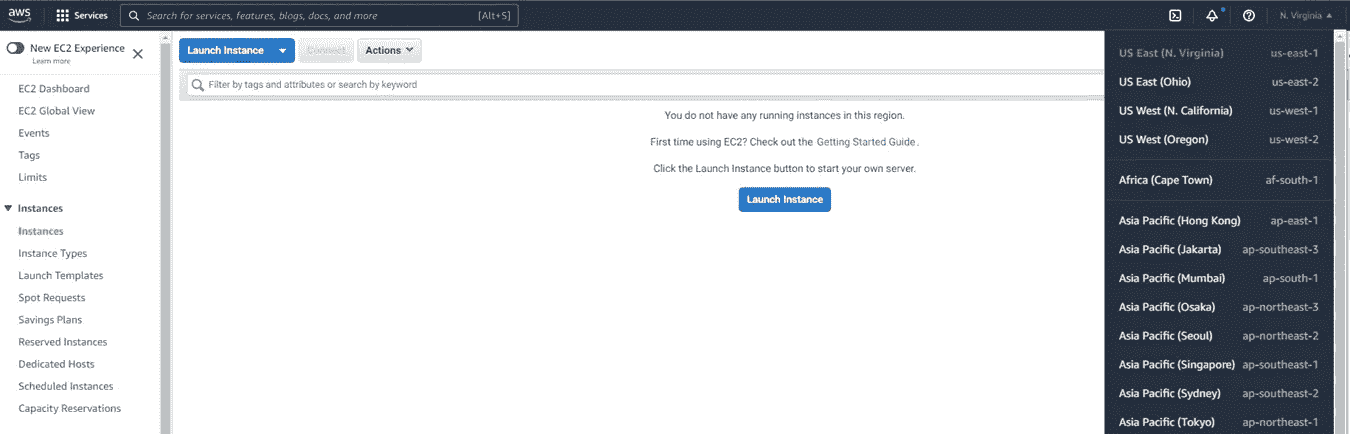 aws
Services
Search for services, features, blogs, docs, and more
[Alt+S]
N. Virginia
New EC2 Experience
Learn more
EC2 Dashboard
EC2 Global View
Events
Tags
Limits
Instances
Instances
Instance Types
Launch Templates
Spot Requests
Savings Plans
Reserved Instances
Dedicated Hosts
Scheduled Instances
Capacity Reservations
Launch Instance
Connect
Actions
Filter by tags and attributes or search by keyword
You do not have any running instances in this region.
First time using EC2? Check out the Getting Started Guide.
Click the Launch Instance button to start your own server.
Launch Instance
US East (N. Virginia) us-east-1
US East (Ohio) us-east-2
US West (N. California) us-west-1
US West (Oregon) us-west-2
Africa (Cape Town) af-south-1
Asia Pacific (Hong Kong) ap-east-1
Asia Pacific (Jakarta) ap-southeast-3
Asia Pacific (Mumbai) ap-south-1
Asia Pacific (Osaka) ap-northeast-3
Asia Pacific (Seoul) ap-northeast-2
Asia Pacific (Singapore) ap-southeast-1
Asia Pacific (Sydney) ap-southeast-2
Asia Pacific (Tokyo) ap-northeast-1